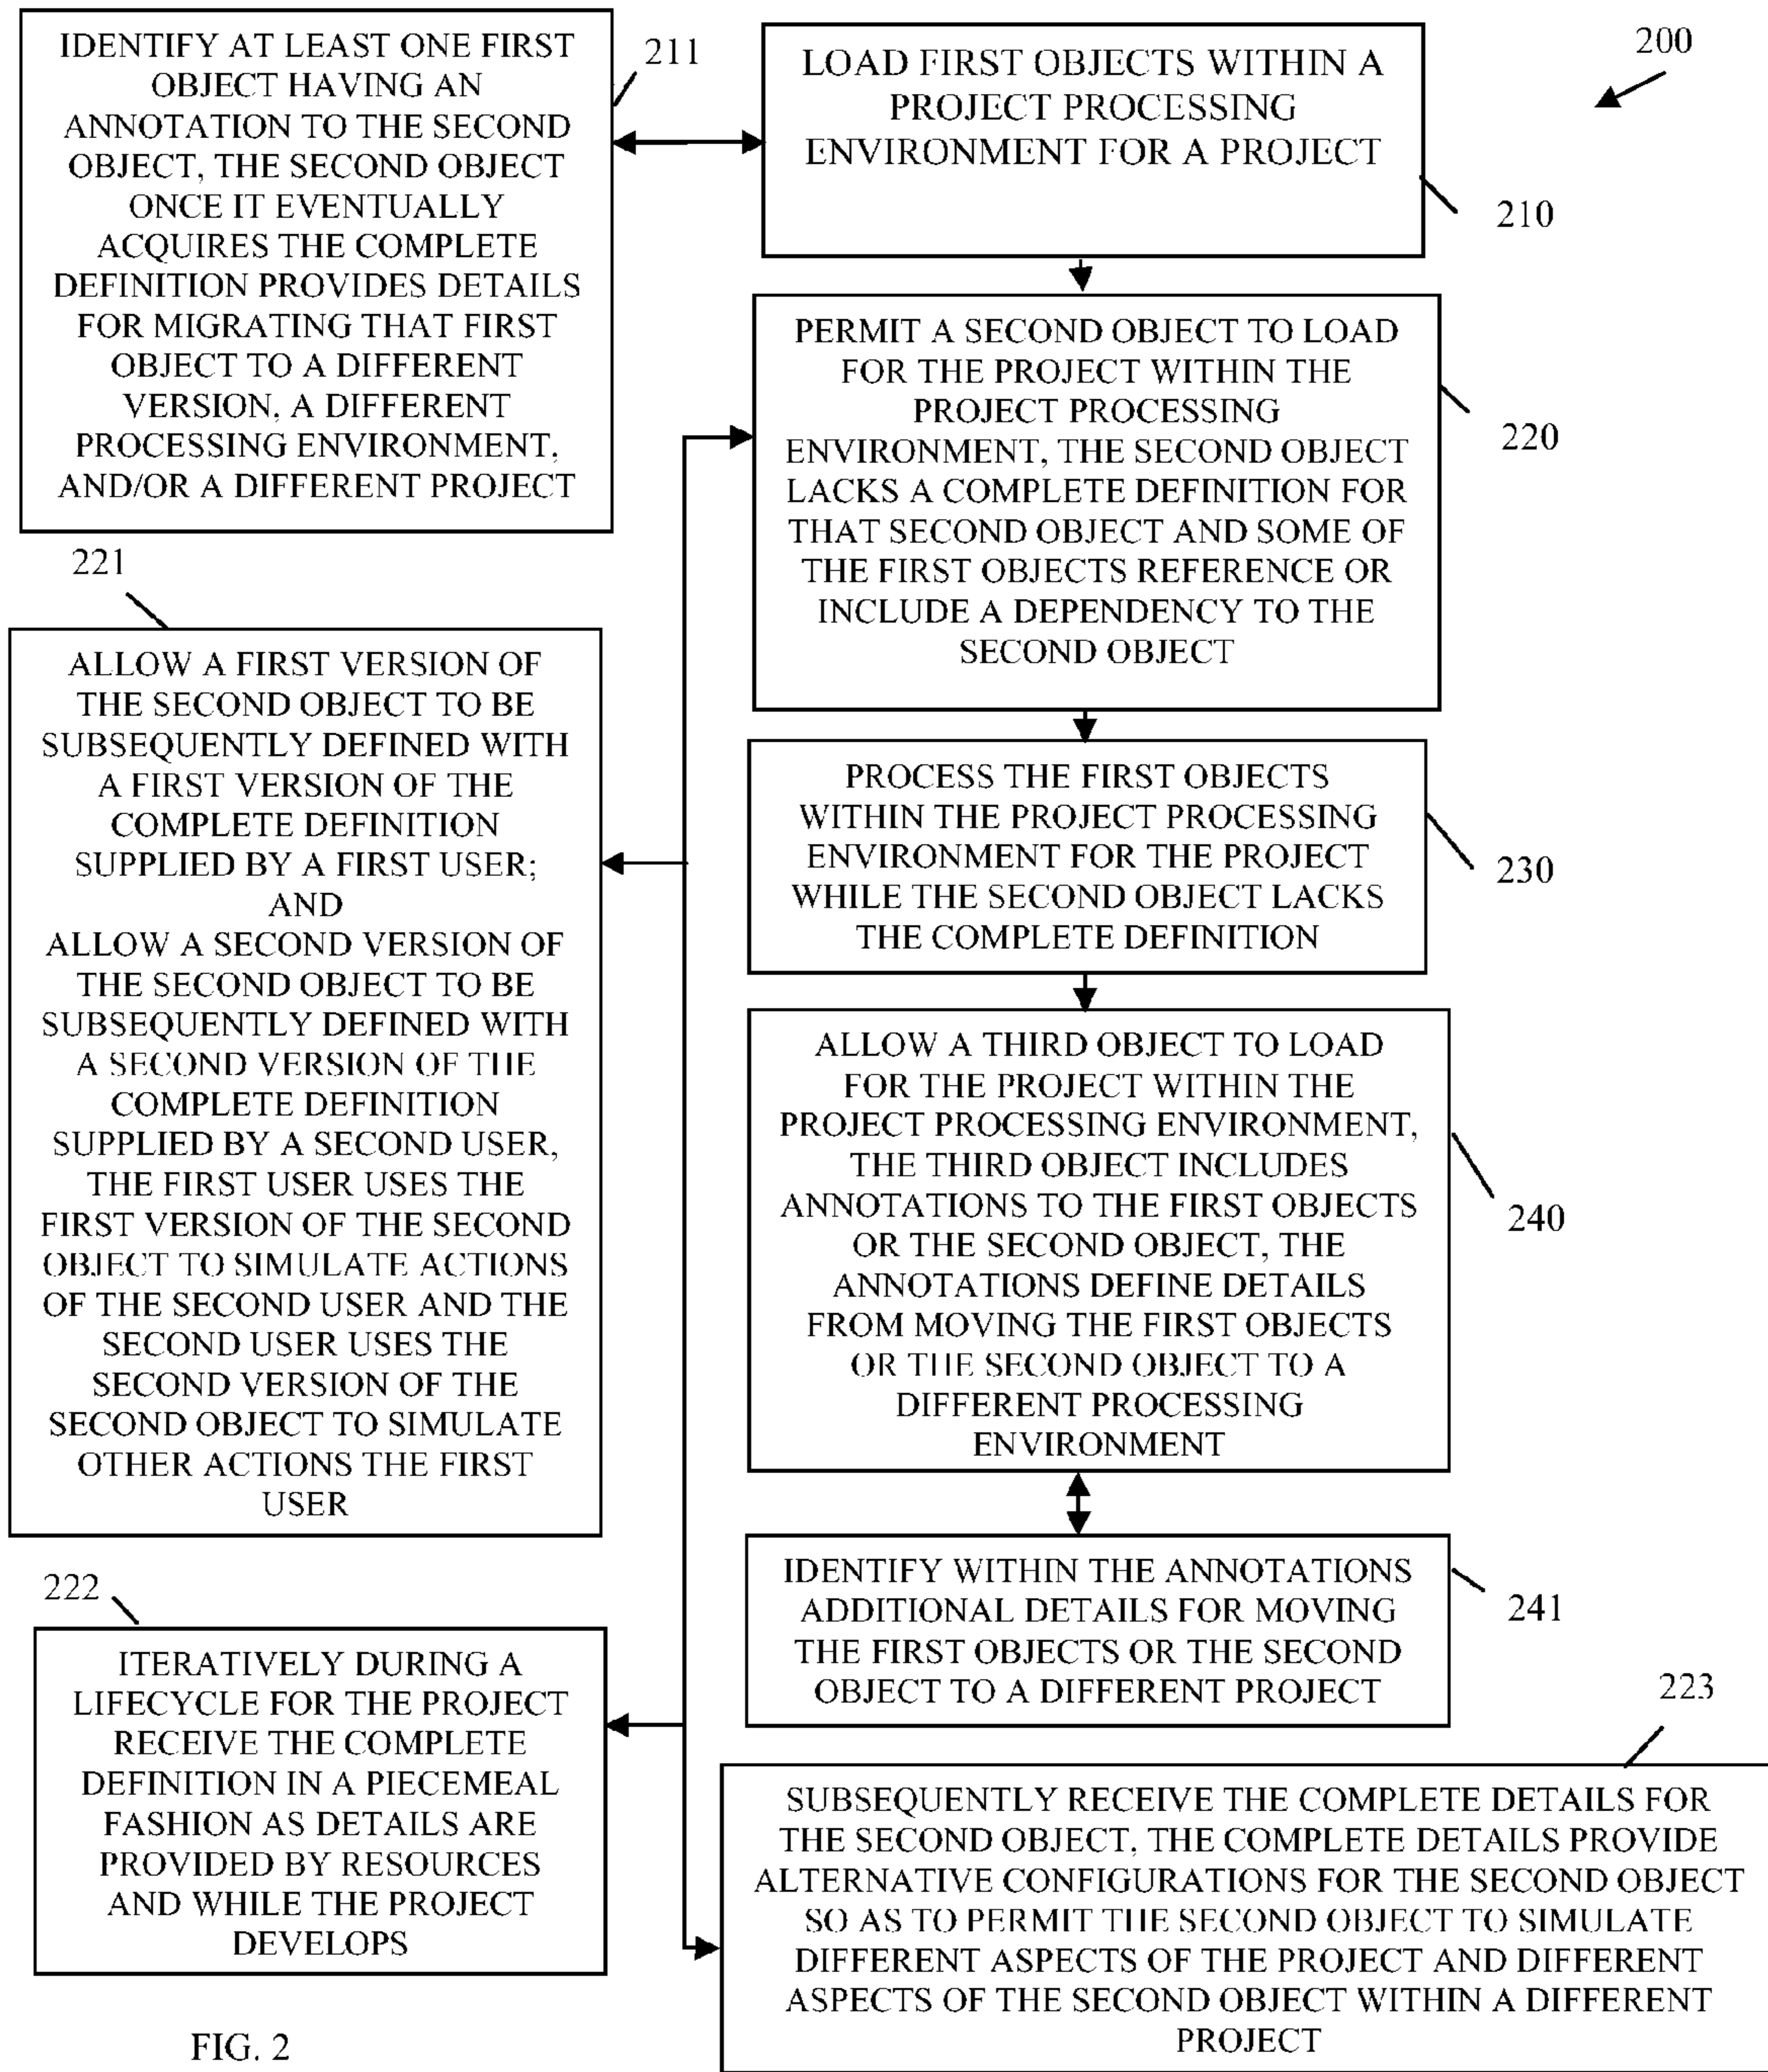 200
LOAD FIRST OBJECTS WITHIN A
PROJECT PROCESSING
ENVIRONMENT FOR A PROJECT
210
IDENTIFY AT LEAST ONE FIRST
OBJECT HAVING AN
ANNOTATION TO THE SECOND
OBJECT, THE SECOND OBJECT
ONCE IT EVENTUALLY
ACQUIRES THE COMPLETE
DEFINITION PROVIDES DETAILS
FOR MIGRATING THAT FIRST
OBJECT TO A DIFFERENT
VERSION, A DIFFERENT
PROCESSING ENVIRONMENT,
AND/OR A DIFFERENT PROJECT
211
PERMIT A SECOND OBJECT TO LOAD
FOR THE PROJECT WITHIN THE
PROJECT PROCESSING
ENVIRONMENT, THE SECOND OBJECT
LACKS A COMPLETE DEFINITION FOR
THAT SECOND OBJECT AND SOME OF
THE FIRST OBJECTS REFERENCE OR
INCLUDE A DEPENDENCY TO THE
SECOND OBJECT
220
221
ALLOW A FIRST VERSION OF
THE SECOND OBJECT TO BE
SUBSEQUENTLY DEFINED WITH
A FIRST VERSION OF THE
COMPLETE DEFINITION
SUPPLIED BY A FIRST USER;
AND
ALLOW A SECOND VERSION OF
THE SECOND OBJECT TO BE
SUBSEQUENTLY DEFINED WITH
A SECOND VERSION OF THE
COMPLETE DEFINITION
SUPPLIED BY A SECOND USER,
THE FIRST USER USES THE
FIRST VERSION OF THE SECOND
OBJECT TO SIMULATE ACTIONS
OF THE SECOND USER AND THE
SECOND USER USES THE
SECOND VERSION OF THE
SECOND OBJECT TO SIMULATE
OTHER ACTIONS THE FIRST
USER
PROCESS THE FIRST OBJECTS
WITHIN THE PROJECT PROCESSING
ENVIRONMENT FOR THE PROJECT
WHILE THE SECOND OBJECT LACKS
THE COMPLETE DEFINITION
230
ALLOW A THIRD OBJECT TO LOAD
FOR THE PROJECT WITHIN THE
PROJECT PROCESSING ENVIRONMENT,
THE THIRD OBJECT INCLUDES
ANNOTATIONS TO THE FIRST OBJECTS
OR THE SECOND OBJECT, THE
ANNOTATIONS DEFINE DETAILS
FROM MOVING THE FIRST OBJECTS
OR THE SECOND OBJECT TO A
DIFFERENT PROCESSING
ENVIRONMENT
240
IDENTIFY WITHIN THE ANNOTATIONS
ADDITIONAL DETAILS FOR MOVING
THE FIRST OBJECTS OR THE SECOND
OBJECT TO A DIFFERENT PROJECT
241
222
ITERATIVELY DURING A
LIFECYCLE FOR THE PROJECT
RECEIVE THE COMPLETE
DEFINITION IN A PIECEMEAL
FASHION AS DETAILS ARE
PROVIDED BY RESOURCES
AND WHILE THE PROJECT
DEVELOPS
223
SUBSEQUENTLY RECEIVE THE COMPLETE DETAILS FOR
THE SECOND OBJECT, THE COMPLETE DETAILS PROVIDE
ALTERNATIVE CONFIGURATIONS FOR THE SECOND OBJECT
SO AS TO PERMIT THE SECOND OBJECT TO SIMULATE
DIFFERENT ASPECTS OF THE PROJECT AND DIFFERENT
ASPECTS OF THE SECOND OBJECT WITHIN A DIFFERENT
PROJECT
FIG. 2